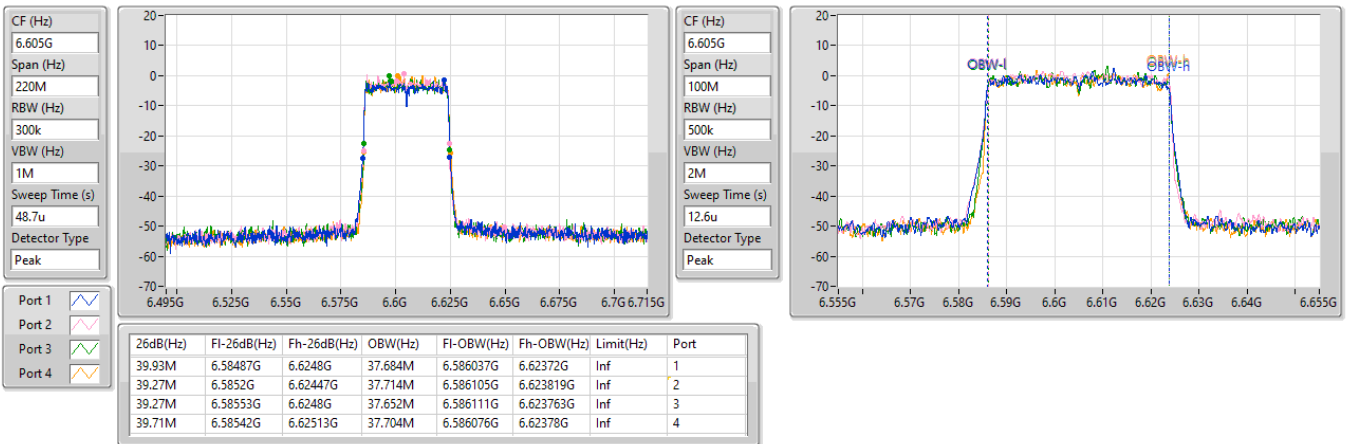 CF (Hz)
6.605G
Span (Hz)
220M
RBW (Hz)
300k
VBW (Hz)
1M
Sweep Time (s)
48.7u
Detector Type
Peak
20-
10-
0-
-10-
-20-
-30-
-40-
-50-
-60-
-70-
6.495G 6.525G 6.55G 6.575G 6.6G 6.625G 6.65G 6.675G 6.7G 6.715G
CF (Hz)
6.605G
Span (Hz)
100M
RBW (Hz)
500k
VBW (Hz)
2M
Sweep Time (s)
12.6u
Detector Type
Peak
20-
10-
0-
-10-
-20-
-30-
-40-
-50-
-60-
-70-
OBW-l OBW-h
OBW-h
6.555G 6.57G 6.58G 6.59G 6.6G 6.61G 6.62G 6.63G 6.64G 6.655G
Port 1
Port 2
Port 3
Port 4
26dB(Hz) Fl-26dB(Hz) Fh-26dB(Hz) OBW(Hz) Fl-OBW(Hz) Fh-OBW(Hz) Limit(Hz) Port
39.93M 6.58487G 6.6248G 37.684M 6.586037G 6.62372G Inf 1
39.27M 6.5852G 6.62447G 37.714M 6.586105G 6.623819G Inf 2
39.27M 6.58553G 6.6248G 37.652M 6.586111G 6.623763G Inf 3
39.71M 6.58542G 6.62513G 37.704M 6.586076G 6.62378G Inf 4